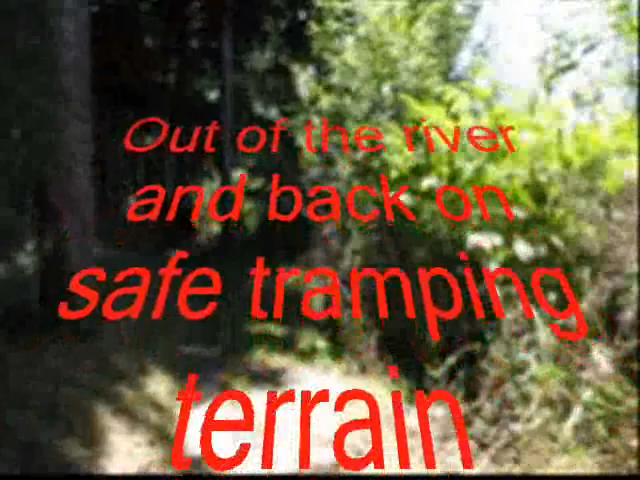 Out of the river
and back on
safe tramping
terrain